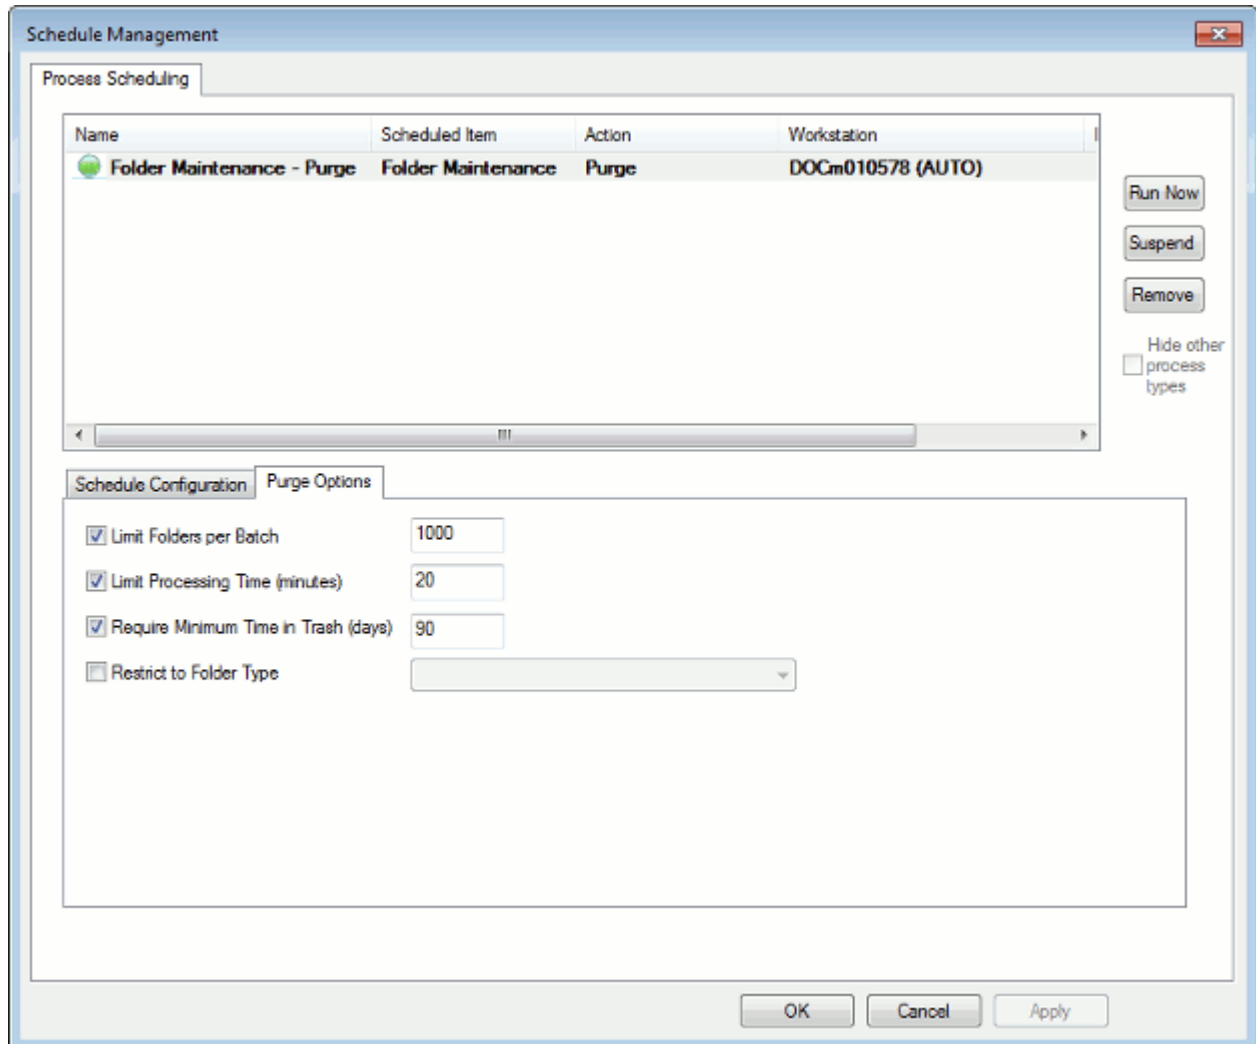 Schedule Management
Process Scheduling
Name Scheduled Item Action Workstation
Folder Maintenance - Purge Folder Maintenance Purge DOCm010578 (AUTO)
Run Now
Suspend
Remove
Hide other
process
types
Schedule Configuration Purge Options
Limit Folders per Batch 1000
Limit Processing Time (minutes) 20
Require Minimum Time in Trash (days) 90
Restrict to Folder Type
OK Cancel Apply